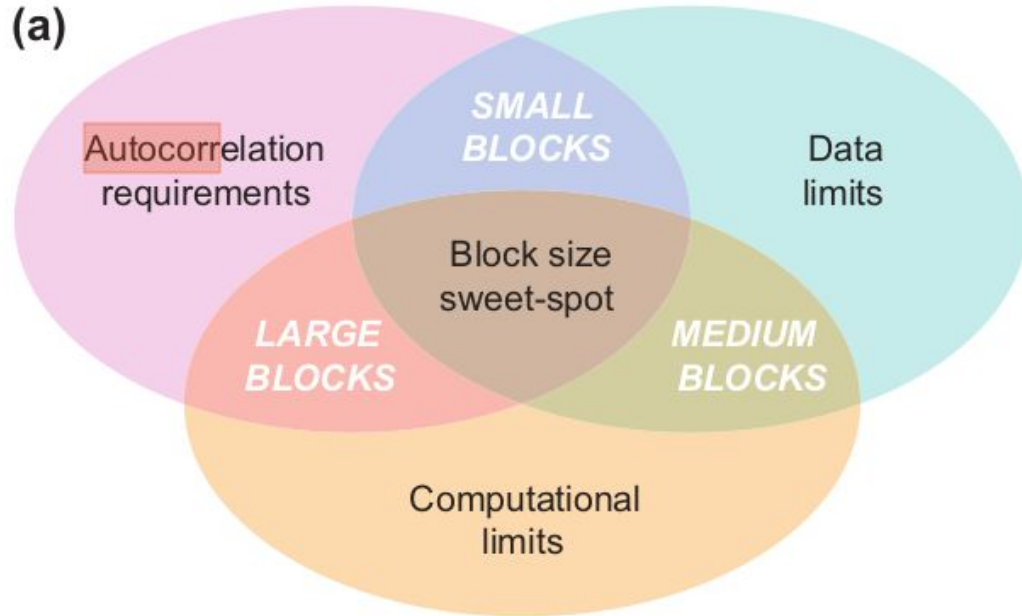 (a)
SMALL
BLOCKS
Autocorrelation
requirements
Data
limits
Block size
sweet-spot
LARGE
BLOCKS
MEDIUM
BLOCKS
Computational
limits